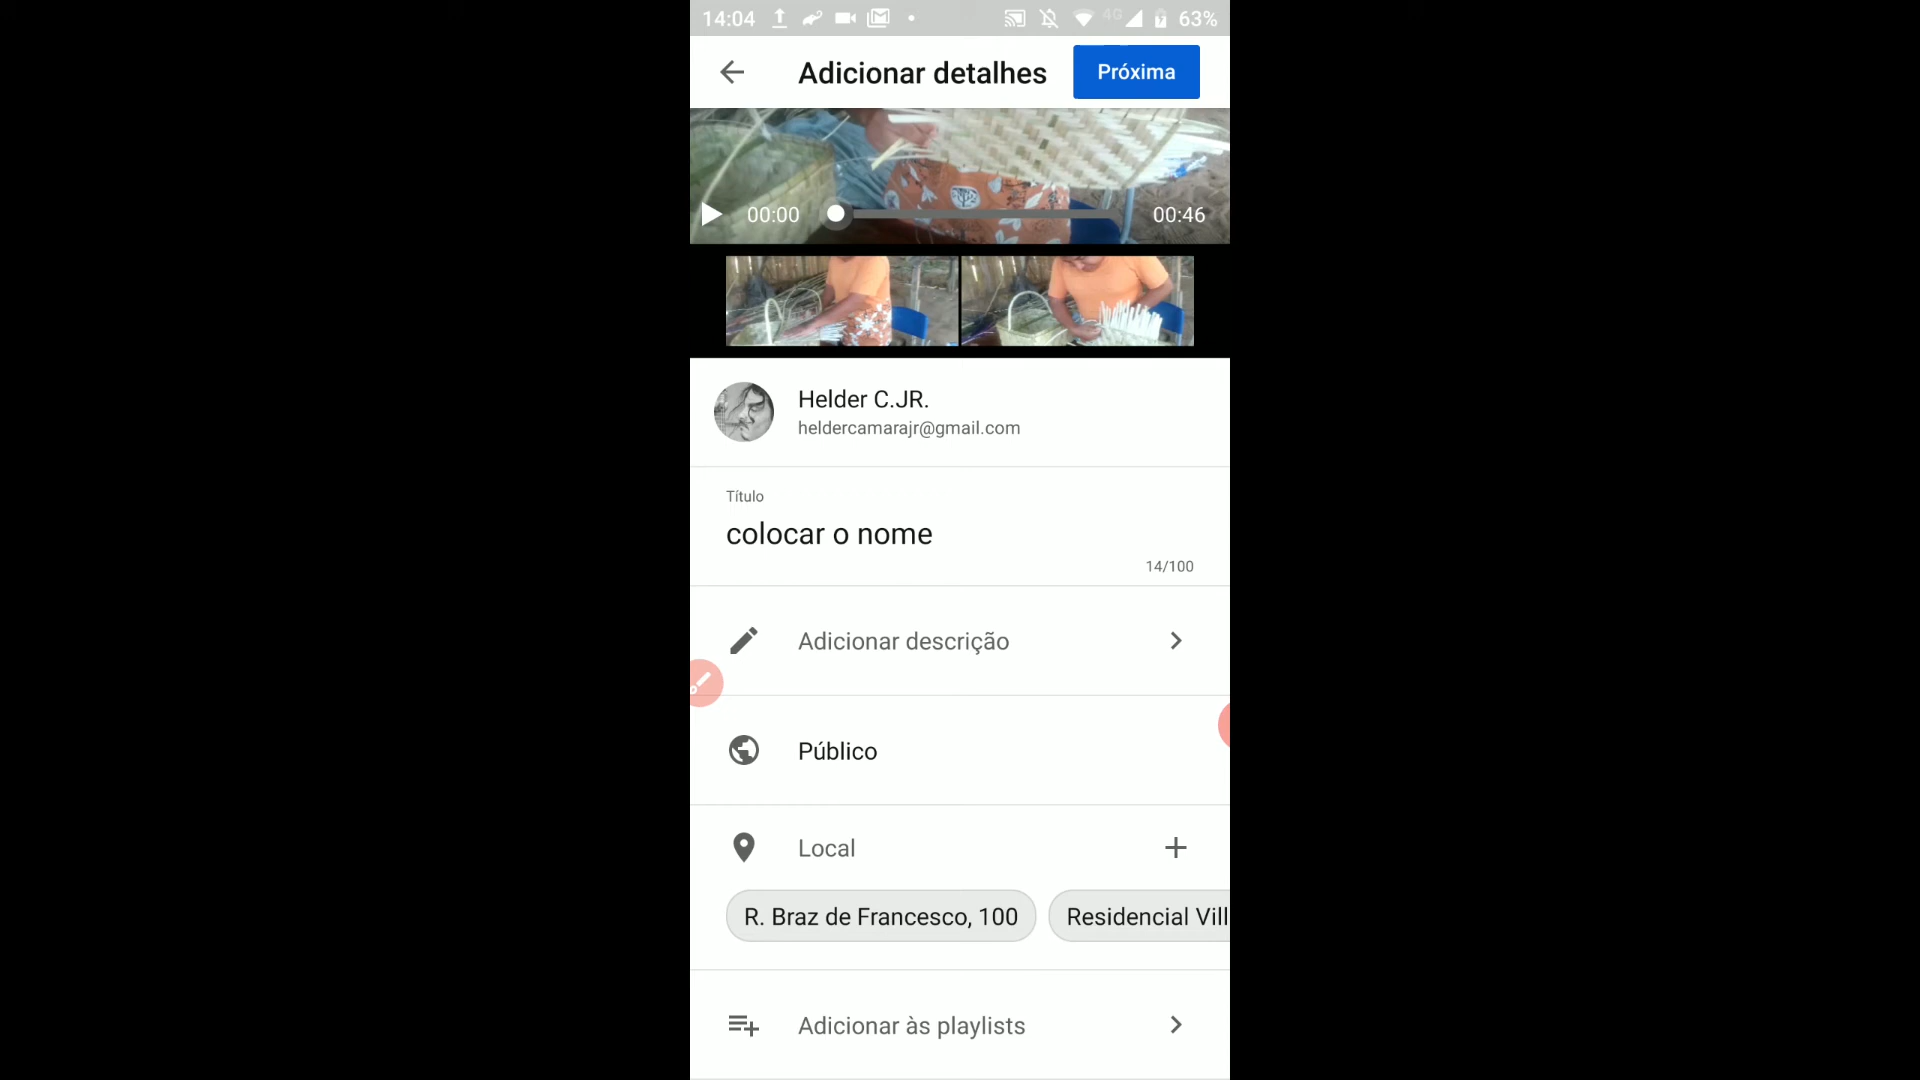 14:04 4G 63%
Adicionar detalhes Próxima
00:00 00:46
Helder C.JR.
heldercamarajr@gmail.com
Título
colocar o nome
14/100
Adicionar descrição
Público
Local
R. Braz de Francesco, 100 Residencial Vill
Adicionar às playlists